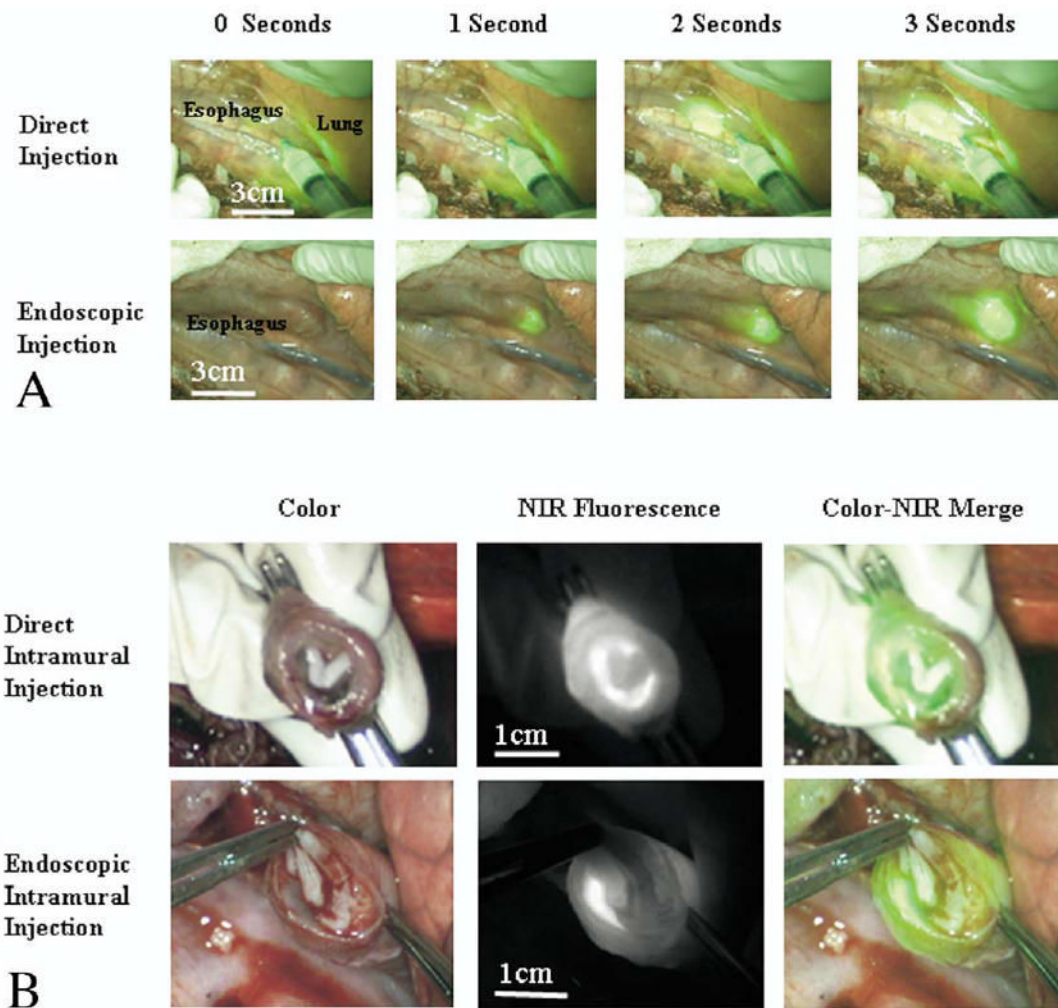 0 Seconds 1 Second 2 Seconds 3 Seconds
Direct
Injection
Esophagus
Lung
3cm
Endoscopic
Injection
Esophagus
3cm
A
Color NIR Fluorescence Color-NIR Merge
Direct
Intramural
Injection
1cm
Endoscopic
Intramural
Injection
1cm
B